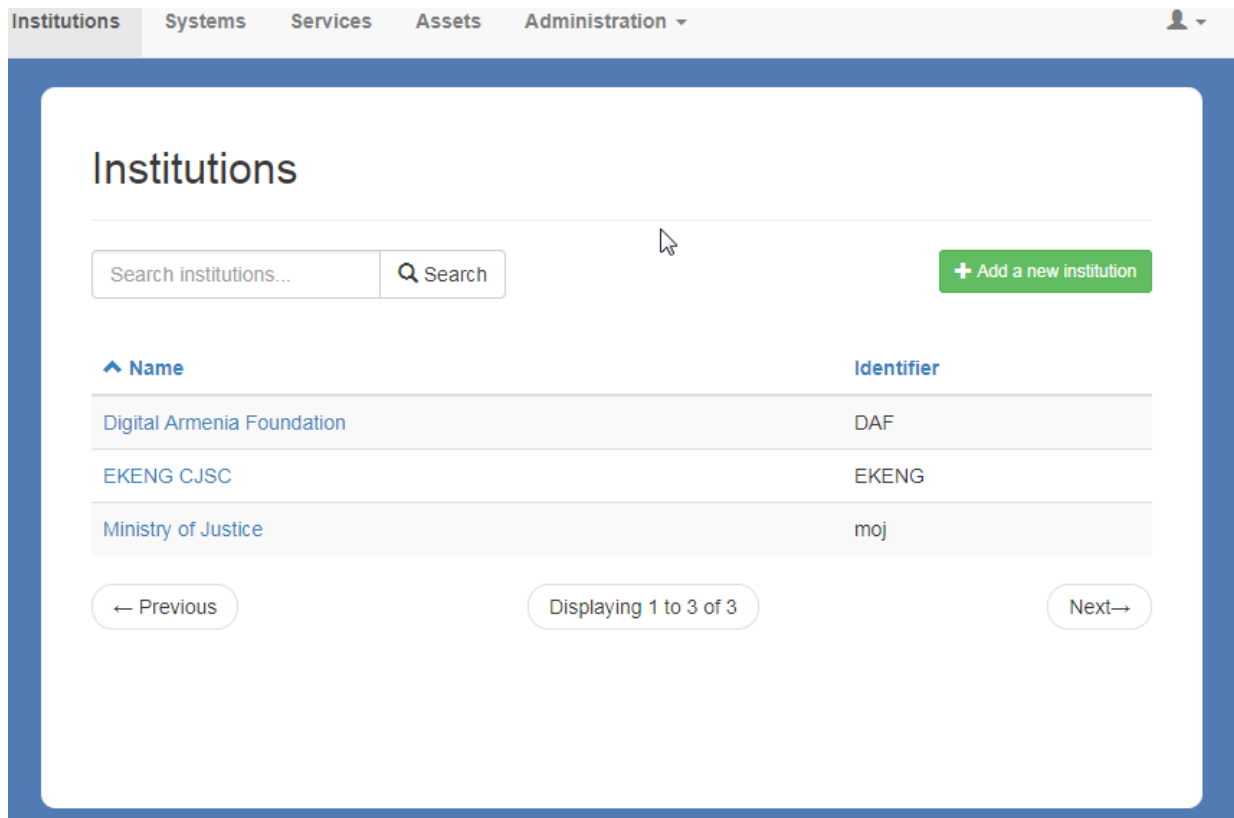 Institutions Systems Services Assets Administration
Institutions
Search institutions... Search
Add a new institution
Name Identifier
Digital Armenia Foundation DAF
EKENG CJSC EKENG
Ministry of Justice moj
← Previous Displaying 1 to 3 of 3 Next→